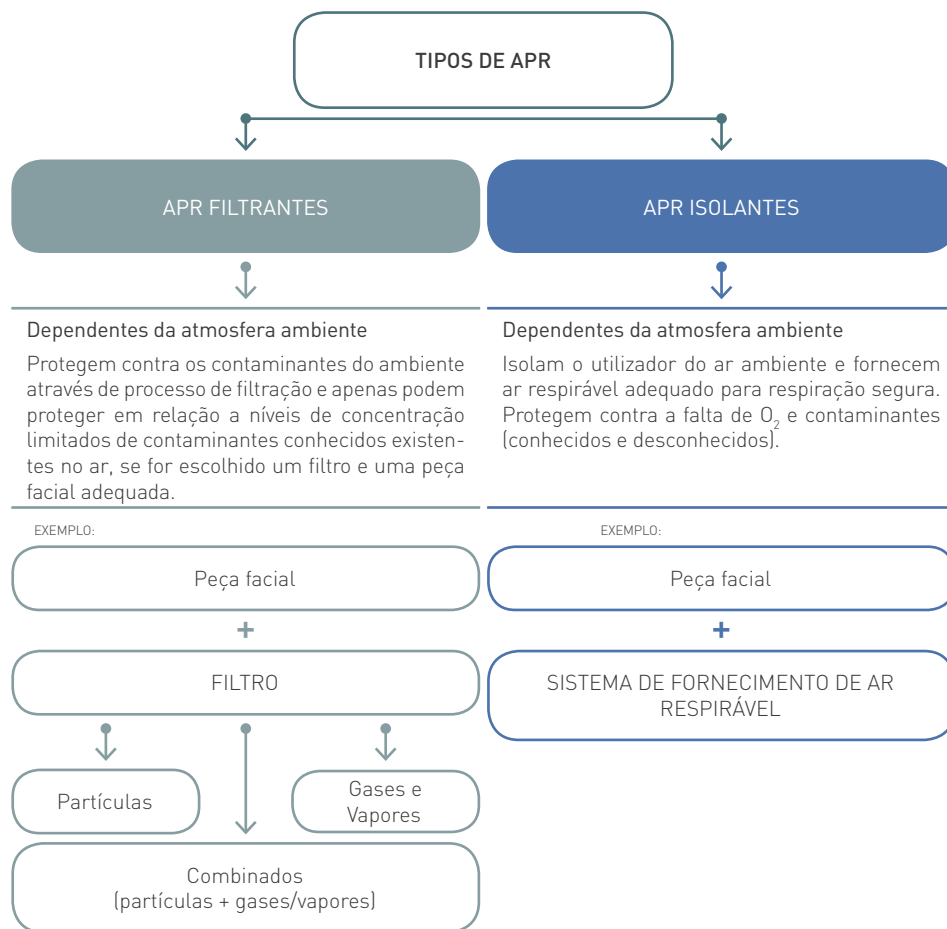 TIPOS DE APR
APR FILTRANTES
Dependentes da atmosfera ambiente
Protegem contra os contaminantes do ambiente
através de processo de filtração e apenas podem
proteger em relação a níveis de concentração
limitados de contaminantes conhecidos existen-
tes no ar, se for escolhido um filtro e uma peça
facial adequada.
EXEMPLO:
Peça facial
+
FILTRO
Partículas
Gases e
Vapores
Combinados
(partículas + gases/vapores)
APR ISOLANTES
Dependentes da atmosfera ambiente
Isolam o utilizador do ar ambiente e fornecem
ar respirável adequado para respiração segura.
Protegem contra a falta de O₂ e contaminantes
(conhecidos e desconhecidos).
EXEMPLO:
Peça facial
+
SISTEMA DE FORNECIMENTO DE AR
RESPIRÁVEL